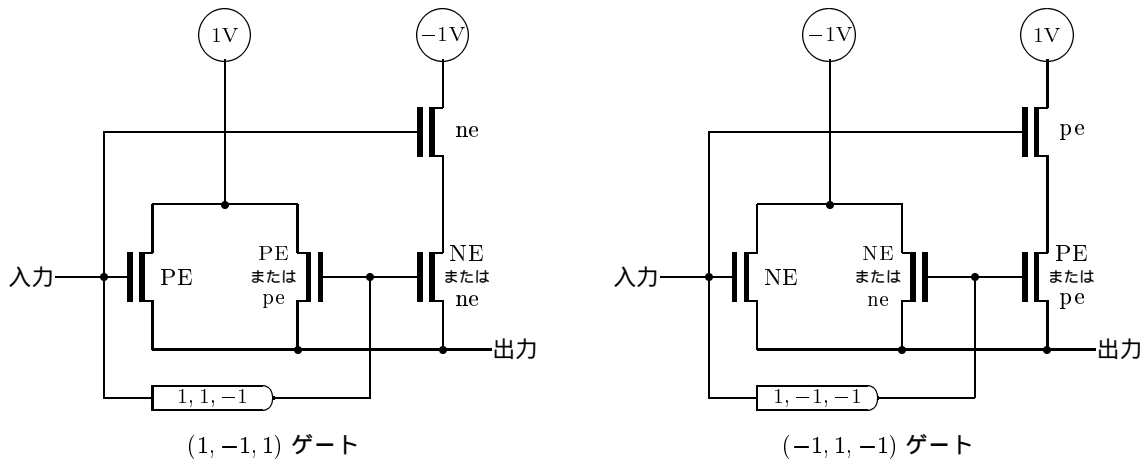 1V
−1V
ne
入力
PE
PE
または
pe
NE
または
ne
出力
1, 1, −1
(1, −1, 1) ゲート
−1V
1V
pe
入力
NE
NE
または
ne
PE
または
pe
出力
1, −1, −1
(−1, 1, −1) ゲート